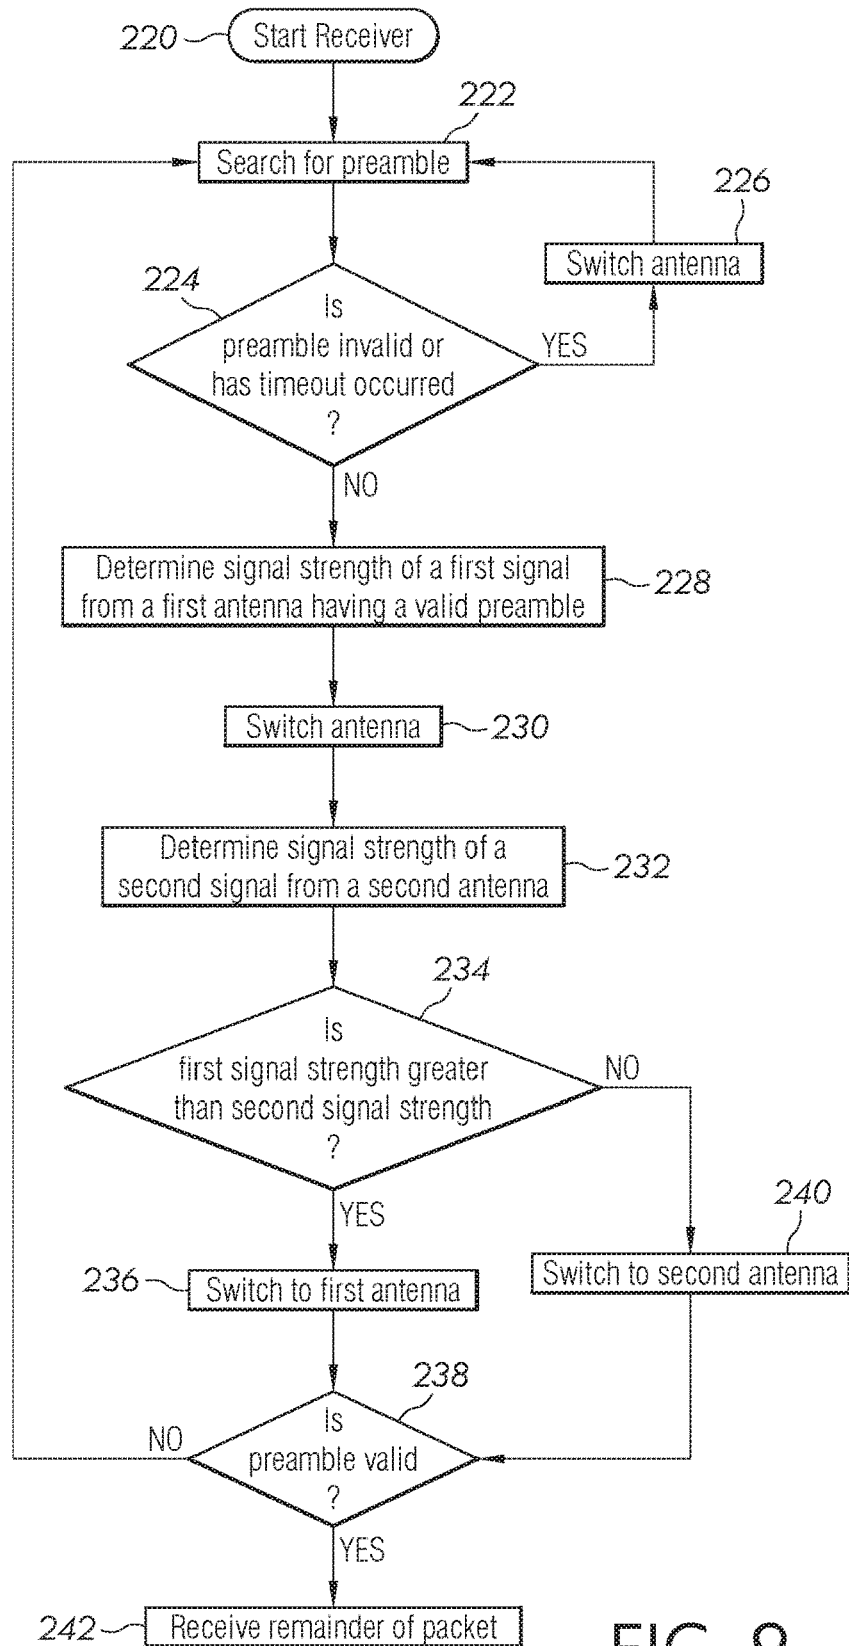 220
Start Receiver
222
Search for preamble
226
Switch antenna
224
Is
preamble invalid or
has timeout occurred
?
YES
NO
Determine signal strength of a first signal
from a first antenna having a valid preamble
228
Switch antenna
230
Determine signal strength of a
second signal from a second antenna
232
234
Is
first signal strength greater
than second signal strength
?
NO
YES
240
236
Switch to first antenna
Switch to second antenna
238
Is
preamble valid
?
NO
YES
242
Receive remainder of packet
FIG.